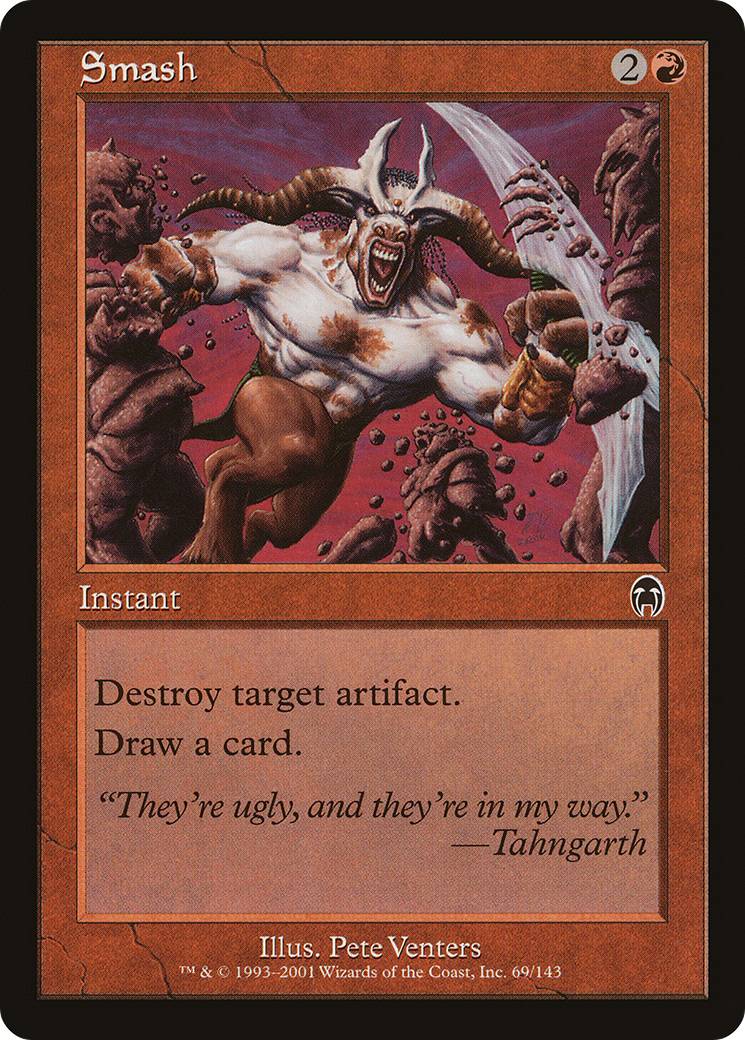 Smash
2
Instant
Destroy target artifact.
Draw a card.
“They’re ugly, and they’re in my way.”
—Tahngarth
Illus. Pete Venters
™ & © 1993–2001 Wizards of the Coast, Inc. 69/143